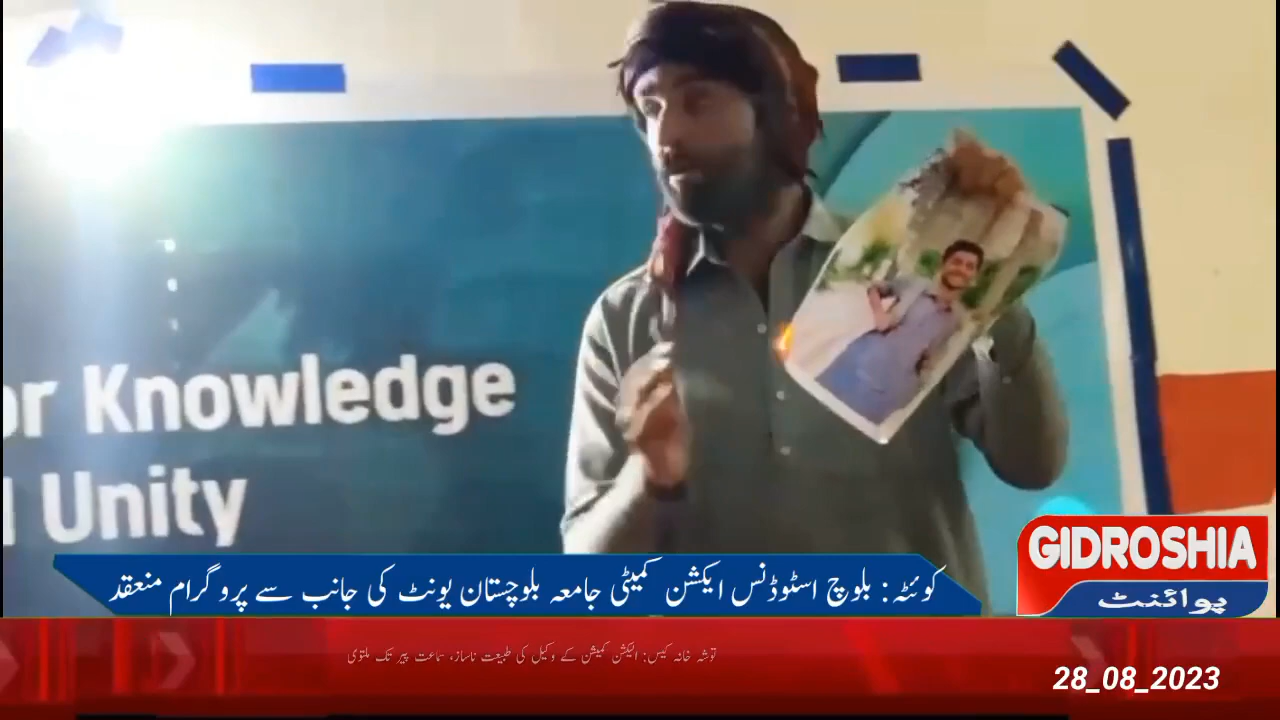 or Knowledge
Unity
GIDROSHIA
پوائنٹ
کوئٹہ: بلوچ اسٹوڈنس ایکشن کمیٹی جامعہ بلوچستان یونٹ کی جانب سے پروگرام منعقد
توشہ خانہ کیس: الیکشن کمیشن کے وکیل کی طبیعت ناساز، سماعت پیر تک ملتوی
28_08_2023